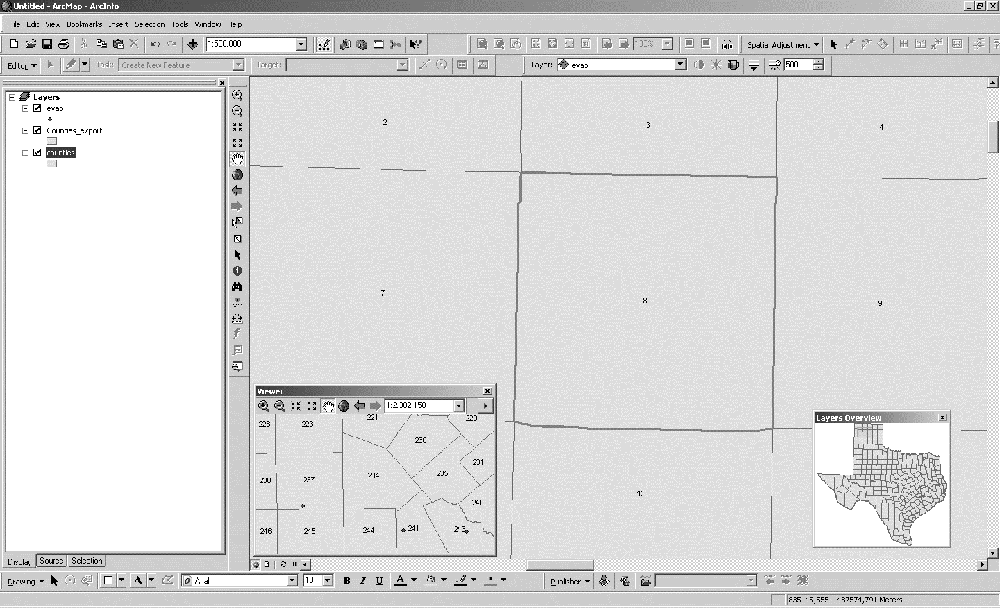 Untitled - ArcMap - ArcInfo
File Edit View Bookmarks Insert Selection Tools Window Help
1:500.000 100% Spatial Adjustment
Editor Task: Create New Feature Target: Layer: evap 500
Layers
evap
Counties_export
counties
2 3 4
7 8 9
13
XY
Viewer
1:2.302.158
228 223 221 220
230
231
238 237 234 235
240
246 245 244 241 243
Layers Overview
Display Source Selection
Drawing A Arial 10 B I U A Publisher
835145,555 1487574,791 Meters